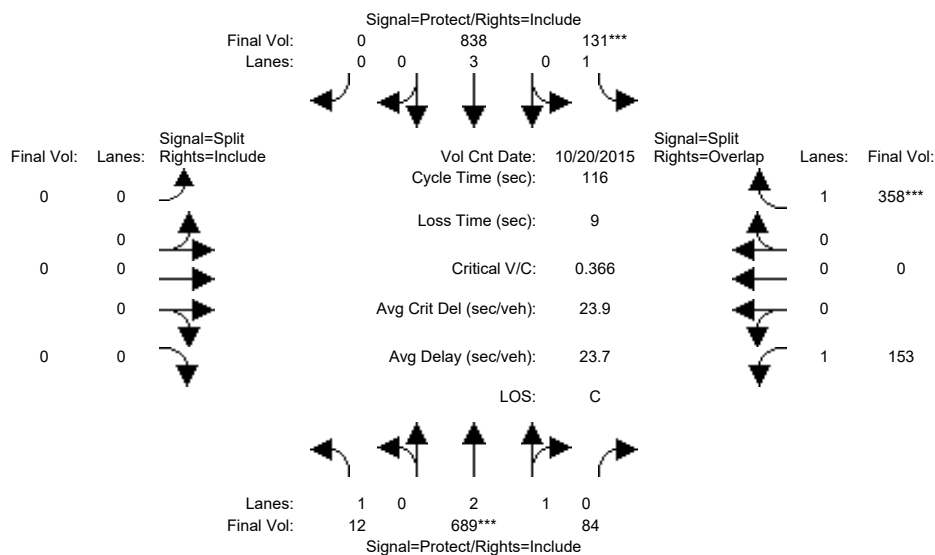 Signal=Protect/Rights=Include
Final Vol: 0 838 131***
Lanes: 0 0 3 0 1
Signal=Split
Final Vol: Lanes: Rights=Include
Vol Cnt Date: 10/20/2015
Signal=Split
Rights=Overlap Lanes: Final Vol:
Cycle Time (sec): 116
0 0
1 358***
Loss Time (sec): 9
0
0
0 0
Critical V/C: 0.366
0 0
0
Avg Crit Del (sec/veh): 23.9
0
0 0
Avg Delay (sec/veh): 23.7
1 153
LOS: C
Lanes: 1 0 2 1 0
Final Vol: 12 689*** 84
Signal=Protect/Rights=Include